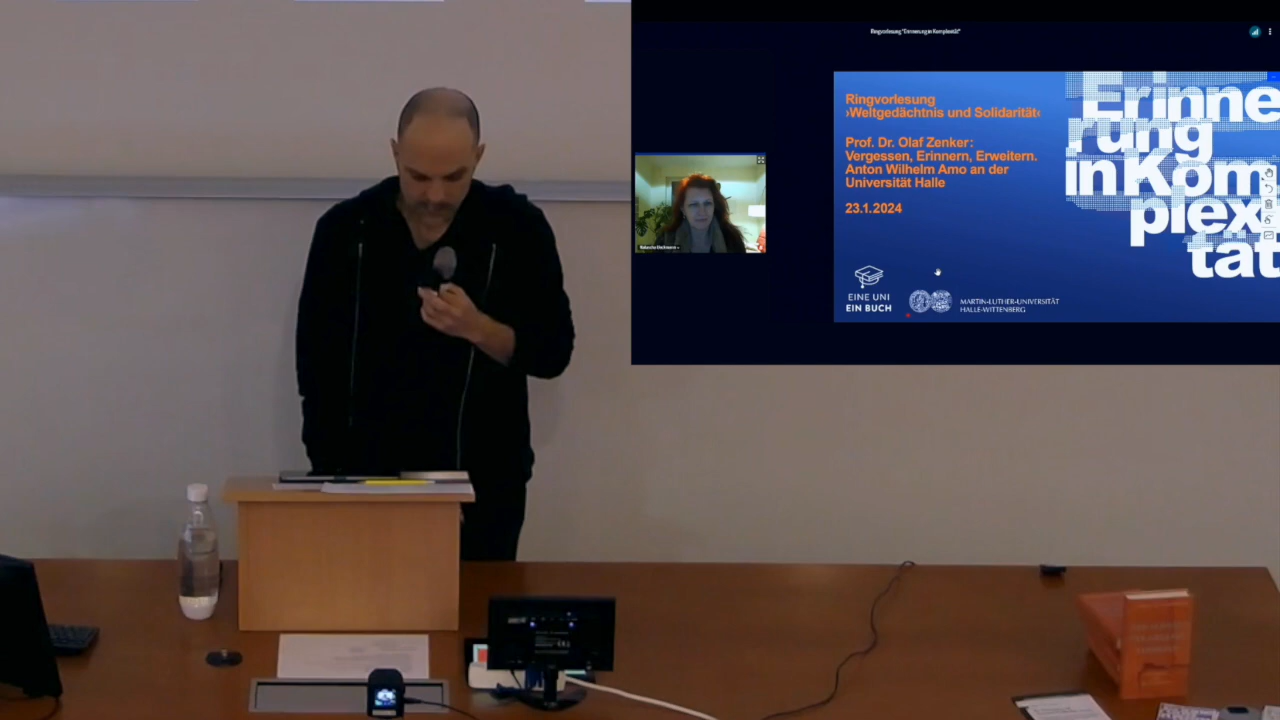 Ringvorlesung "Erinnerung in Komplexität"
Ringvorlesung
›Weltgedächtnis und Solidarität‹
Prof. Dr. Olaf Zenker:
Vergessen, Erinnern, Erweitern.
Anton Wilhelm Amo an der
Universität Halle
23.1.2024
Erinne
rung
in Kom
plexi
tät
EINE UNI
EIN BUCH
MARTIN-LUTHER-UNIVERSITÄT
HALLE-WITTENBERG